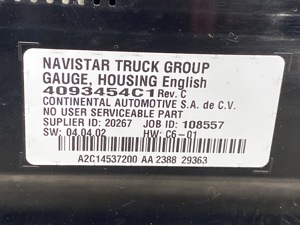 NAVISTAR TRUCK GROUP
GAUGE, HOUSING English
4093454C1 Rev. C
CONTINENTAL AUTOMOTIVE S.A. de C.V.
NO USER SERVICEABLE PART
SUPLIER ID: 20267 JOB ID: 108557
SW: 04.04.02 HW: C6-01
A2C14537200 AA 2388 29363